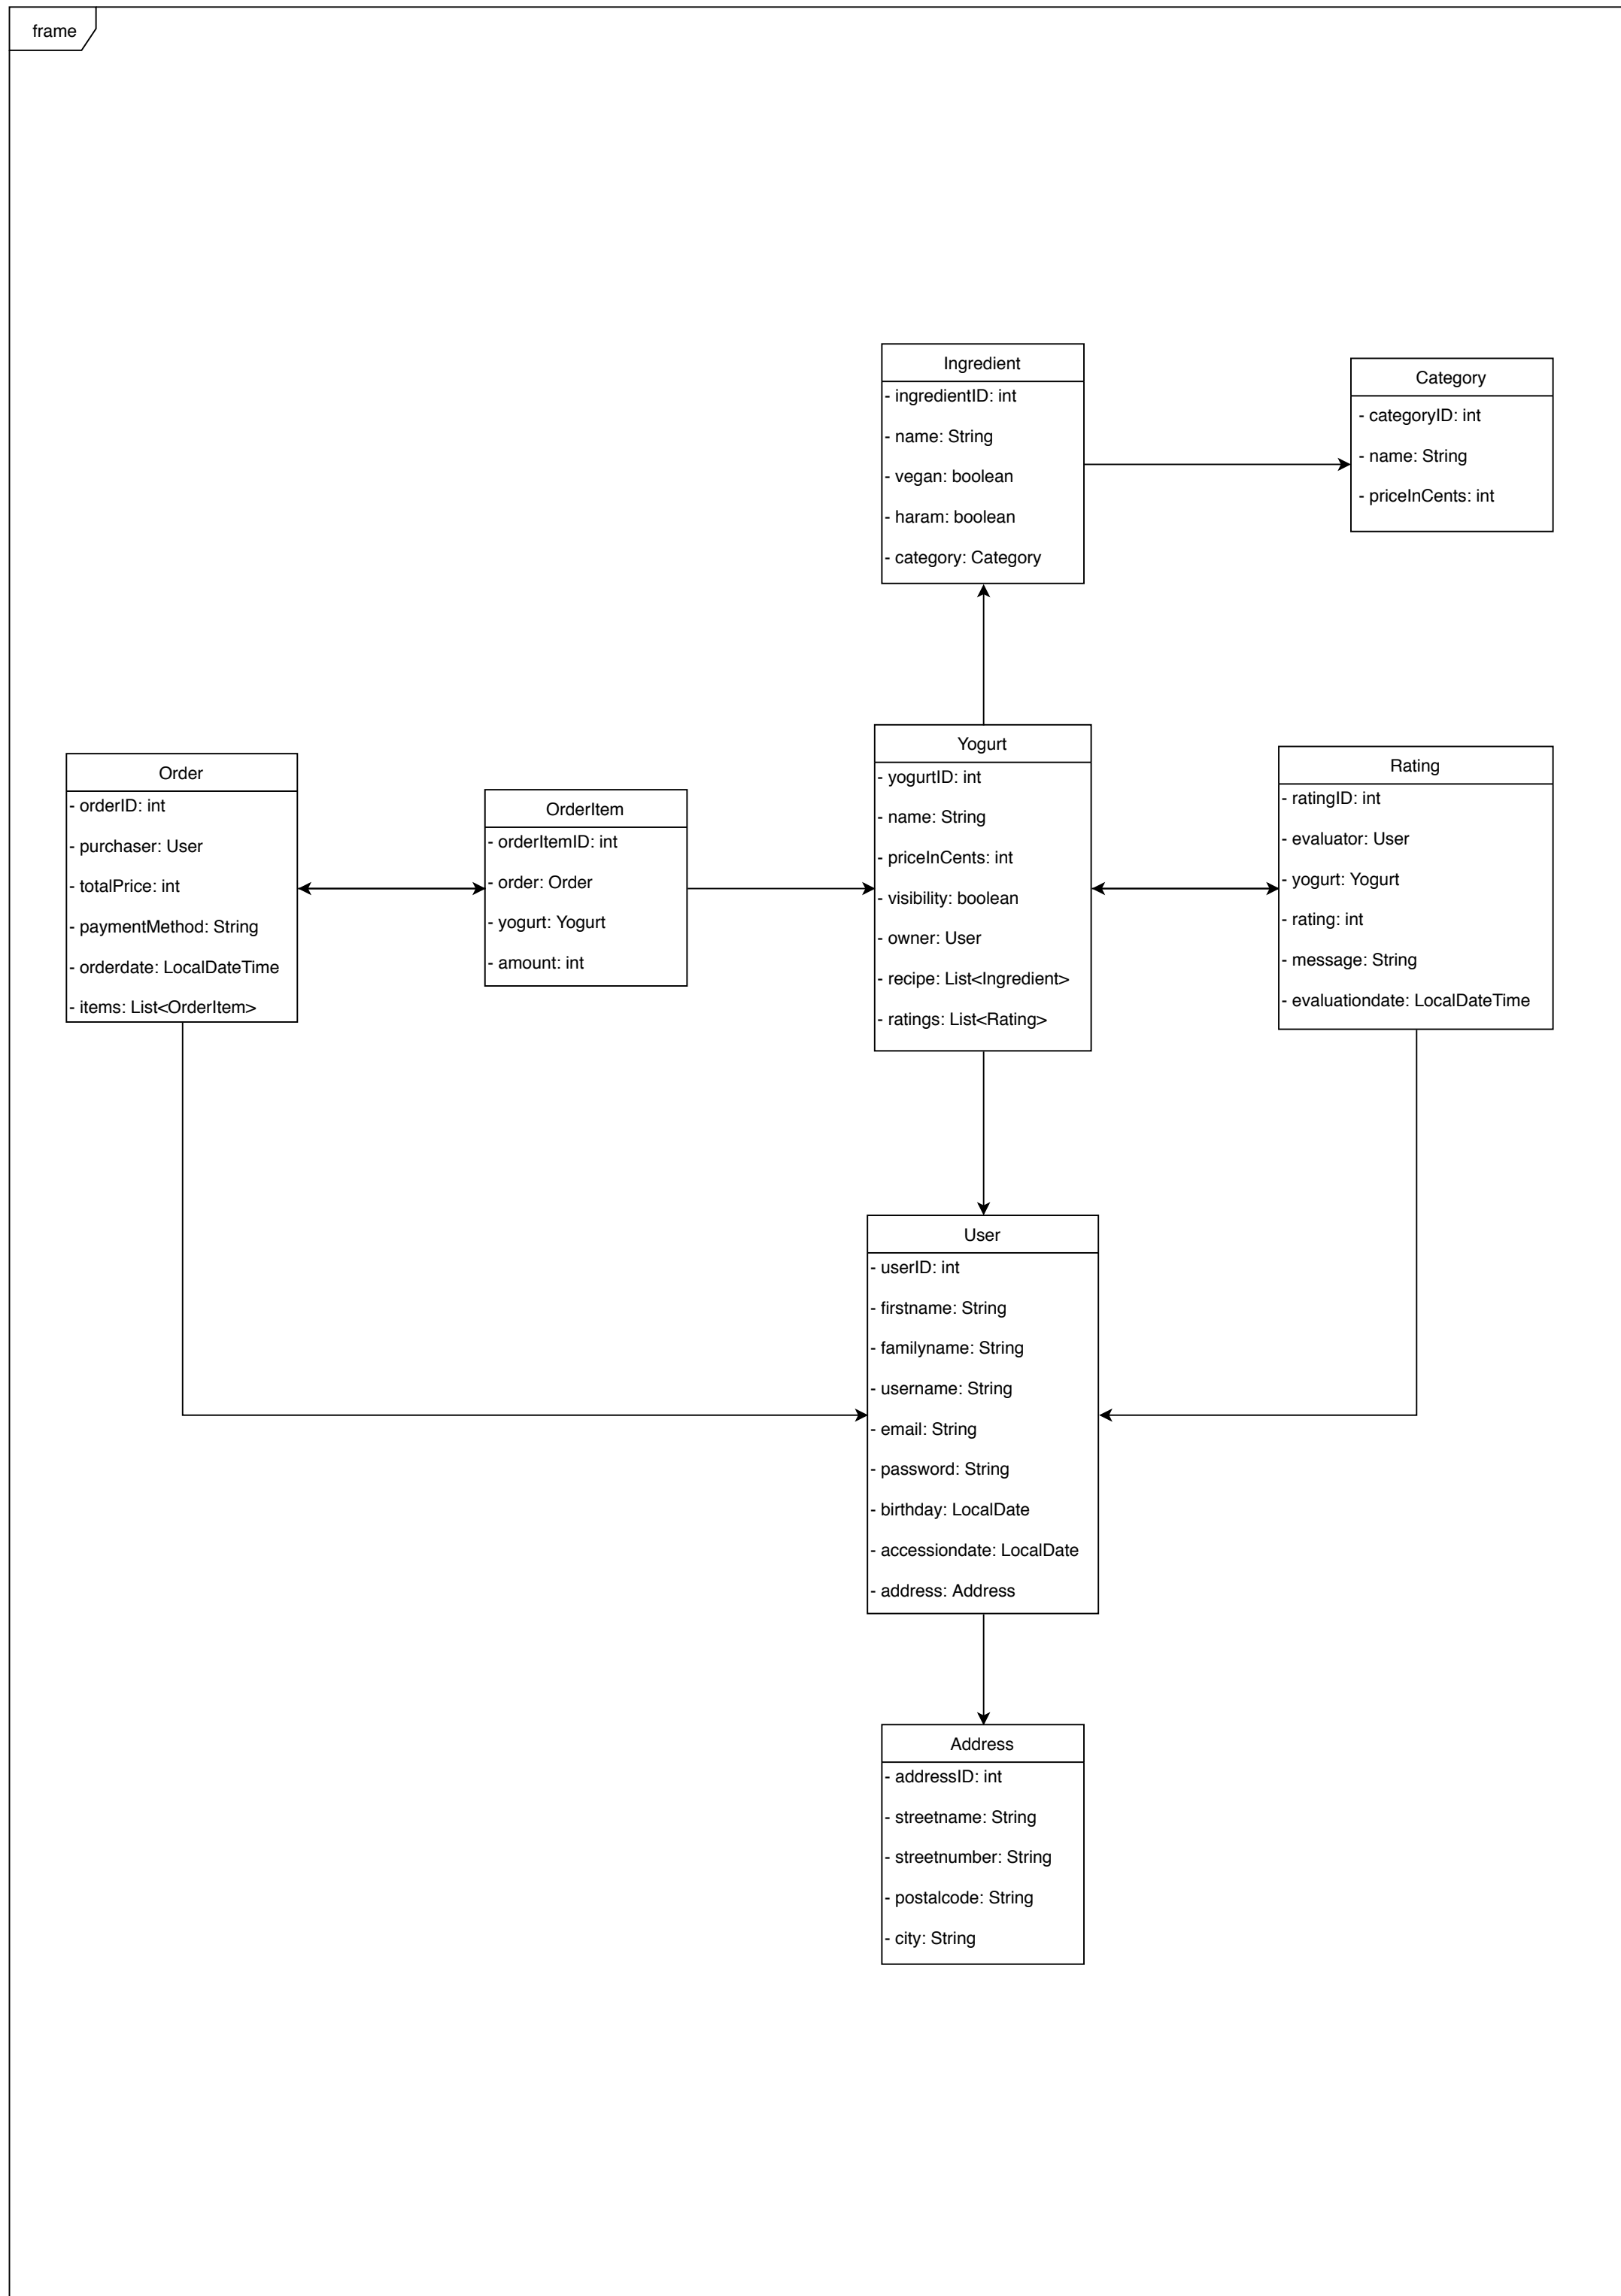 frame
Ingredient
- ingredientID: int
- name: String
- vegan: boolean
- haram: boolean
- category: Category
Category
- categoryID: int
- name: String
- priceInCents: int
Order
- orderID: int
- purchaser: User
- totalPrice: int
- paymentMethod: String
- orderdate: LocalDateTime
- items: List<OrderItem>
OrderItem
- orderItemID: int
- order: Order
- yogurt: Yogurt
- amount: int
Yogurt
- yogurtID: int
- name: String
- priceInCents: int
- visibility: boolean
- owner: User
- recipe: List<Ingredient>
- ratings: List<Rating>
Rating
- ratingID: int
- evaluator: User
- yogurt: Yogurt
- rating: int
- message: String
- evaluationdate: LocalDateTime
User
- userID: int
- firstname: String
- familyname: String
- username: String
- email: String
- password: String
- birthday: LocalDate
- accessiondate: LocalDate
- address: Address
Address
- addressID: int
- streetname: String
- streetnumber: String
- postalcode: String
- city: String